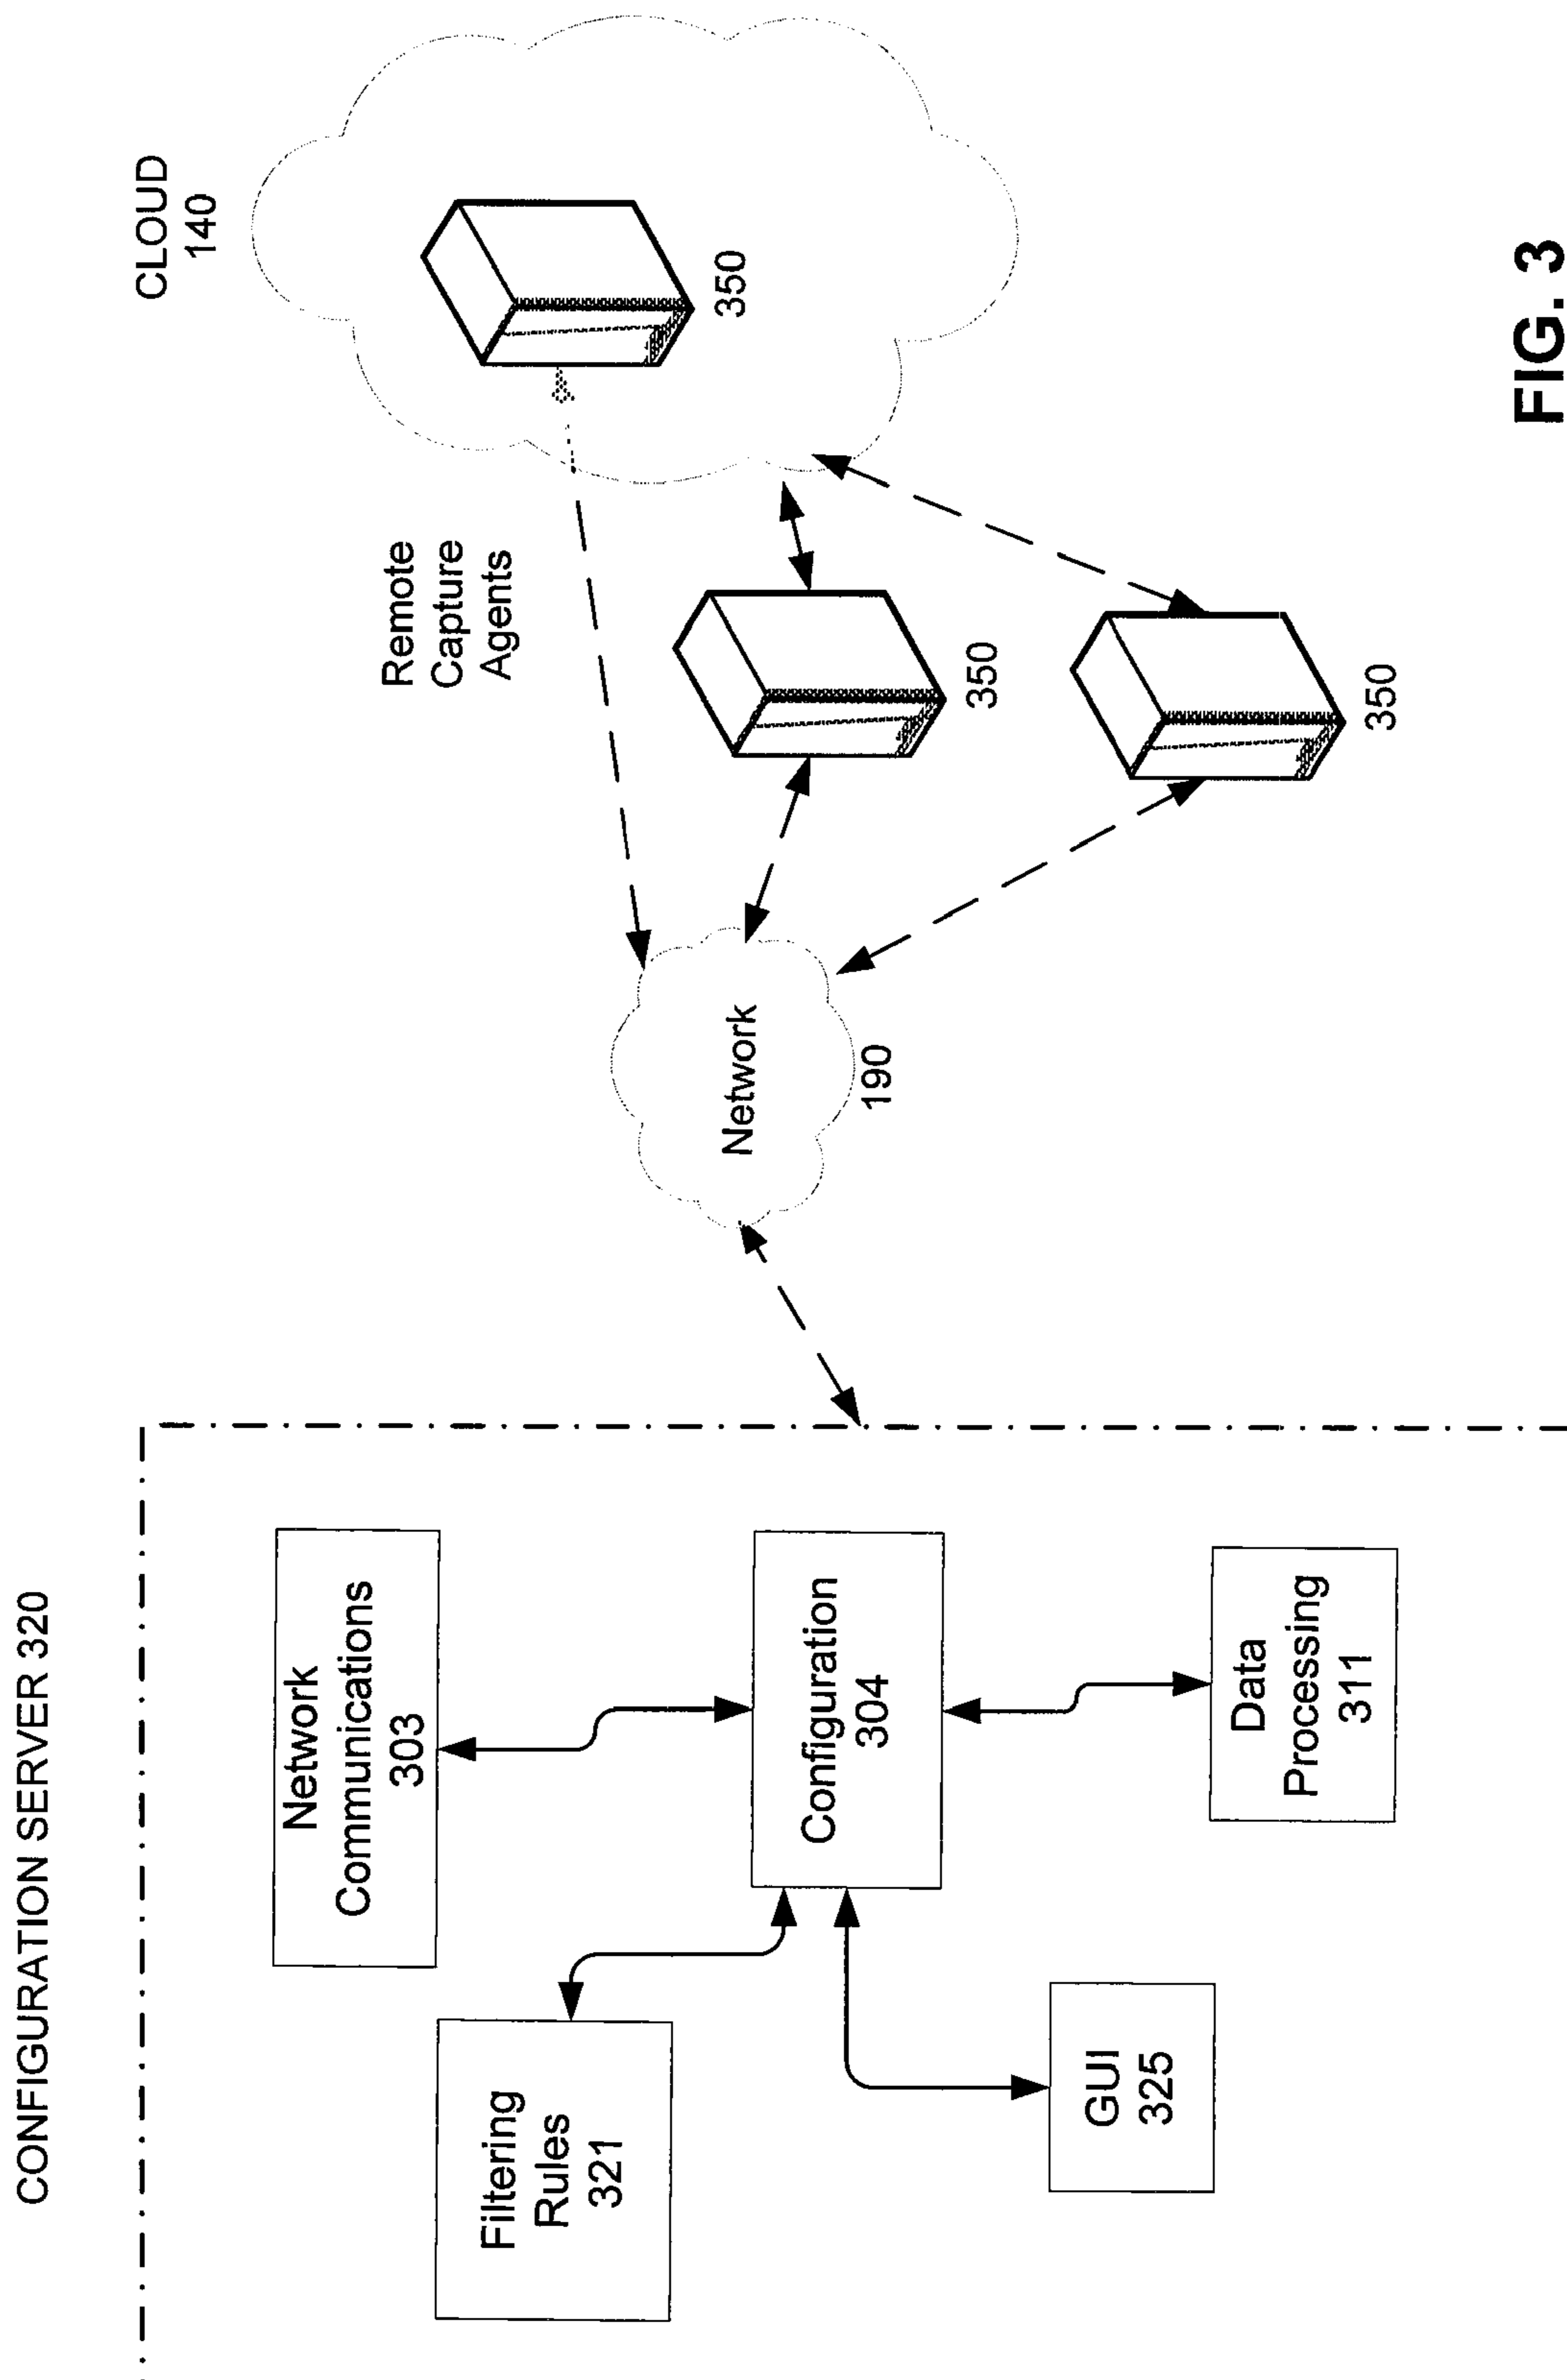 CONFIGURATION SERVER 320
Network
Communications
303
Filtering
Rules
321
Configuration
304
GUI
325
Data
Processing
311
Network
190
Remote
Capture
Agents
CLOUD
140
350
350
350
FIG. 3